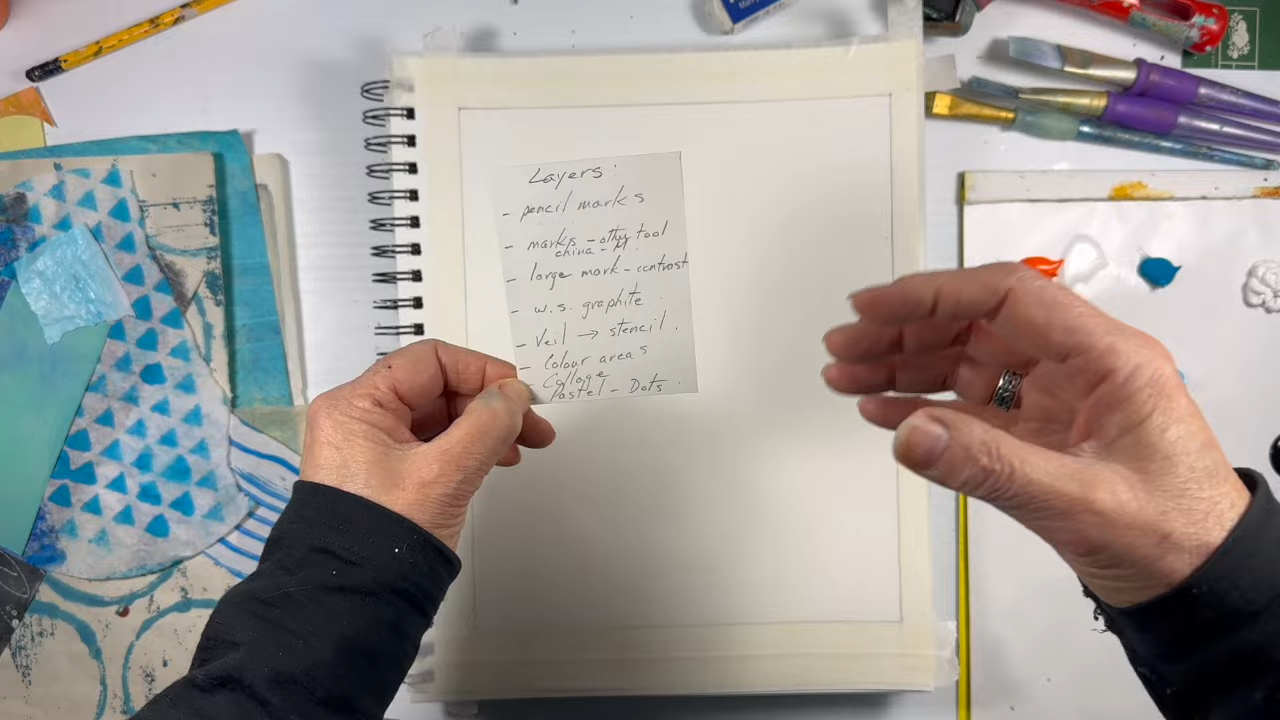 Layers:
- pencil marks
- marks - other tool
china - M.
- large mark - contrast
- w.s. graphite
- Veil → stencil.
- Colour areas
- Collage
Pastel - Dots.